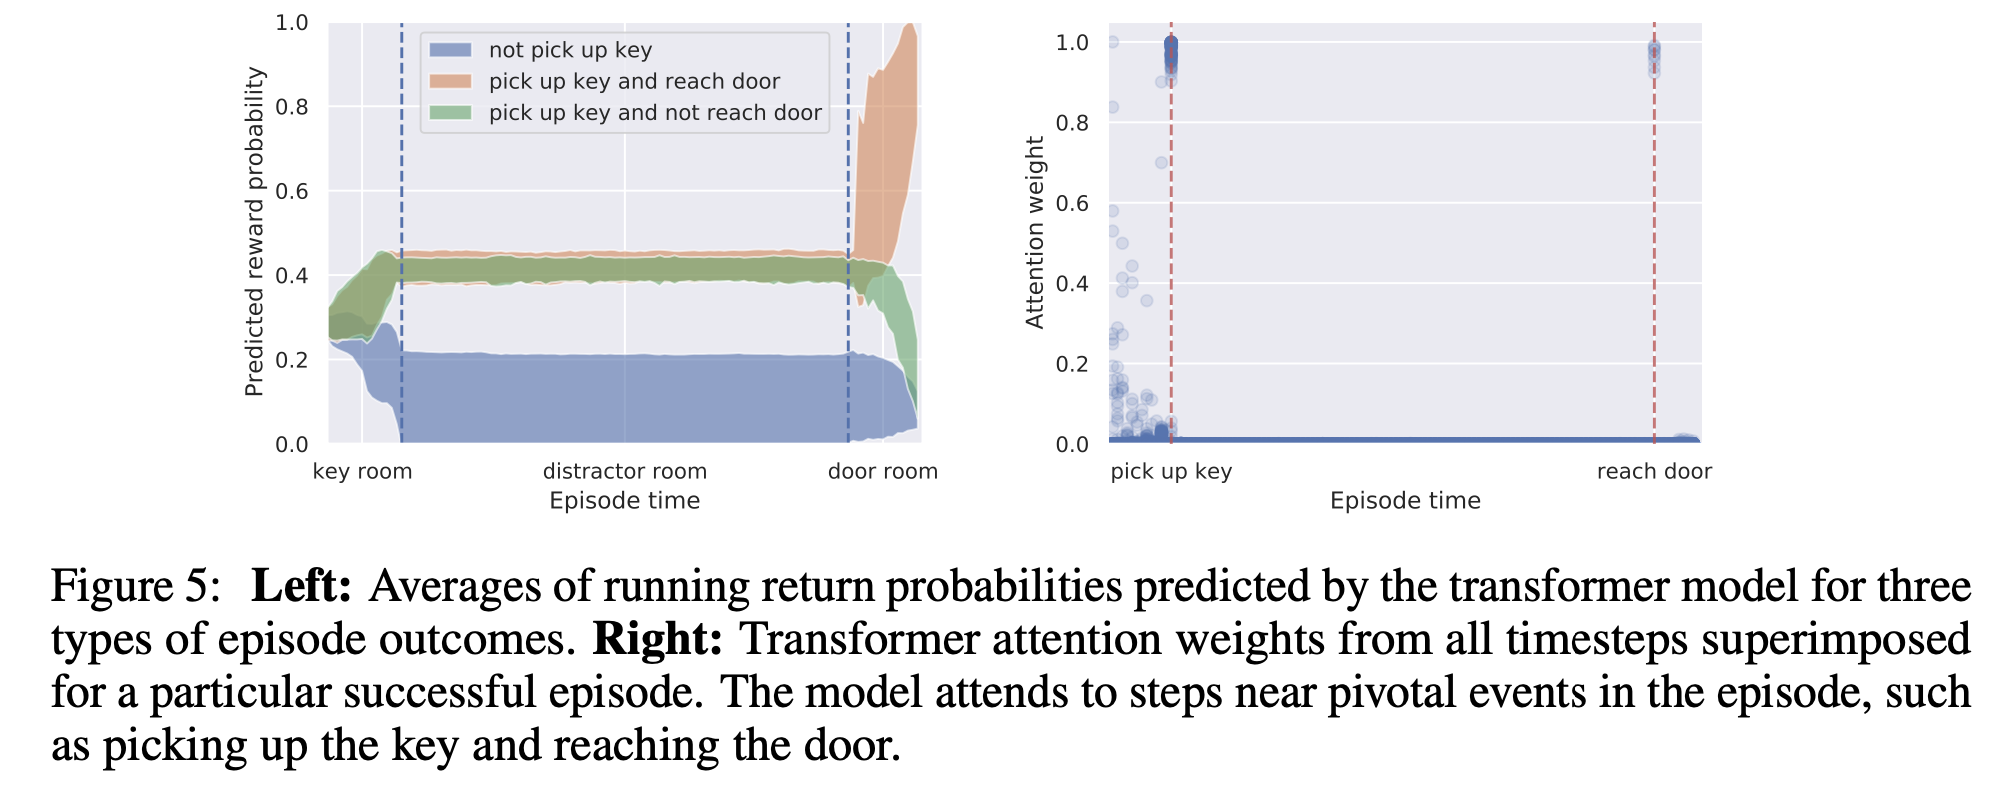 1.0
0.8
0.6
0.4
0.2
0.0
Predicted reward probability
not pick up key
pick up key and reach door
pick up key and not reach door
key room distractor room door room
Episode time
1.0
0.8
0.6
0.4
0.2
0.0
Attention weight
pick up key reach door
Episode time
Figure 5: Left: Averages of running return probabilities predicted by the transformer model for three
types of episode outcomes. Right: Transformer attention weights from all timesteps superimposed
for a particular successful episode. The model attends to steps near pivotal events in the episode, such
as picking up the key and reaching the door.